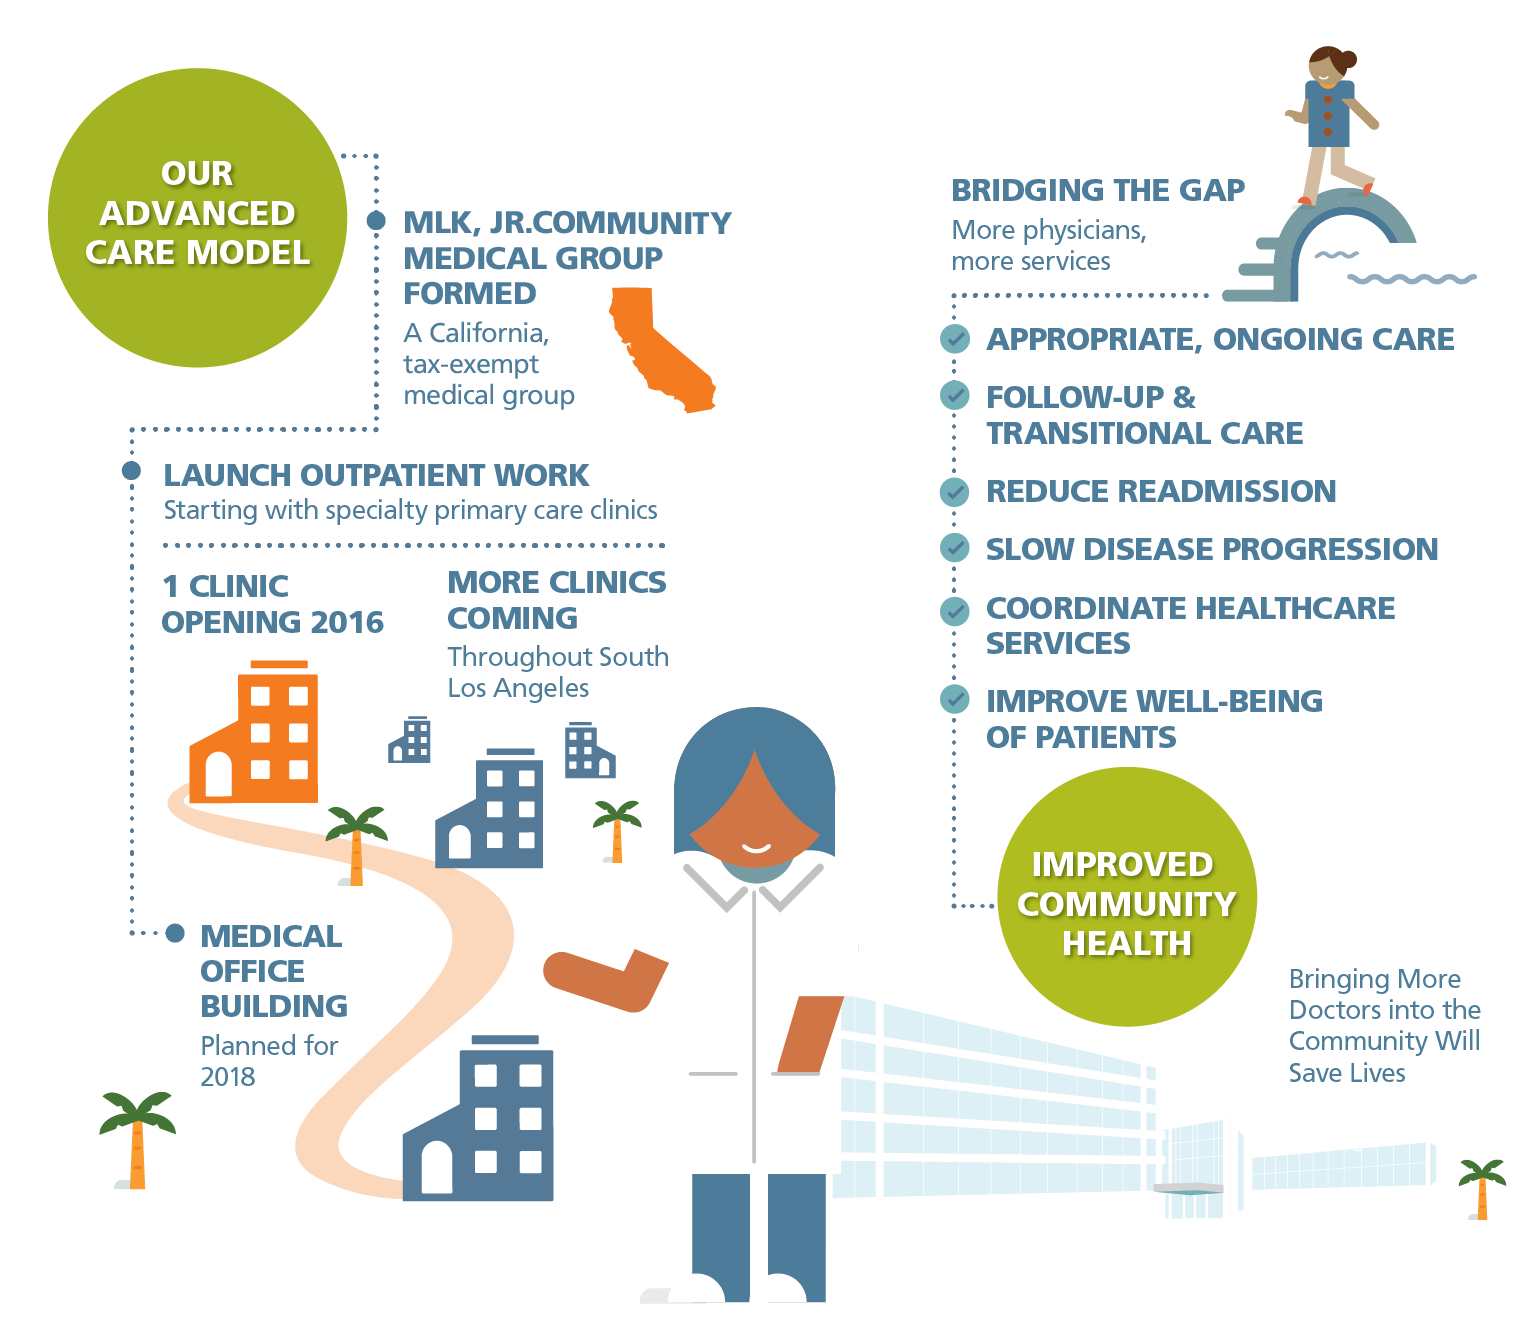 OUR
ADVANCED
CARE MODEL
MLK, JR.COMMUNITY
MEDICAL GROUP
FORMED
A California,
tax-exempt
medical group
LAUNCH OUTPATIENT WORK
Starting with specialty primary care clinics
1 CLINIC
OPENING 2016
MORE CLINICS
COMING
Throughout South
Los Angeles
MEDICAL
OFFICE
BUILDING
Planned for
2018
BRIDGING THE GAP
More physicians,
more services
APPROPRIATE, ONGOING CARE
FOLLOW-UP &
TRANSITIONAL CARE
REDUCE READMISSION
SLOW DISEASE PROGRESSION
COORDINATE HEALTHCARE
SERVICES
IMPROVE WELL-BEING
OF PATIENTS
IMPROVED
COMMUNITY
HEALTH
Bringing More
Doctors into the
Community Will
Save Lives